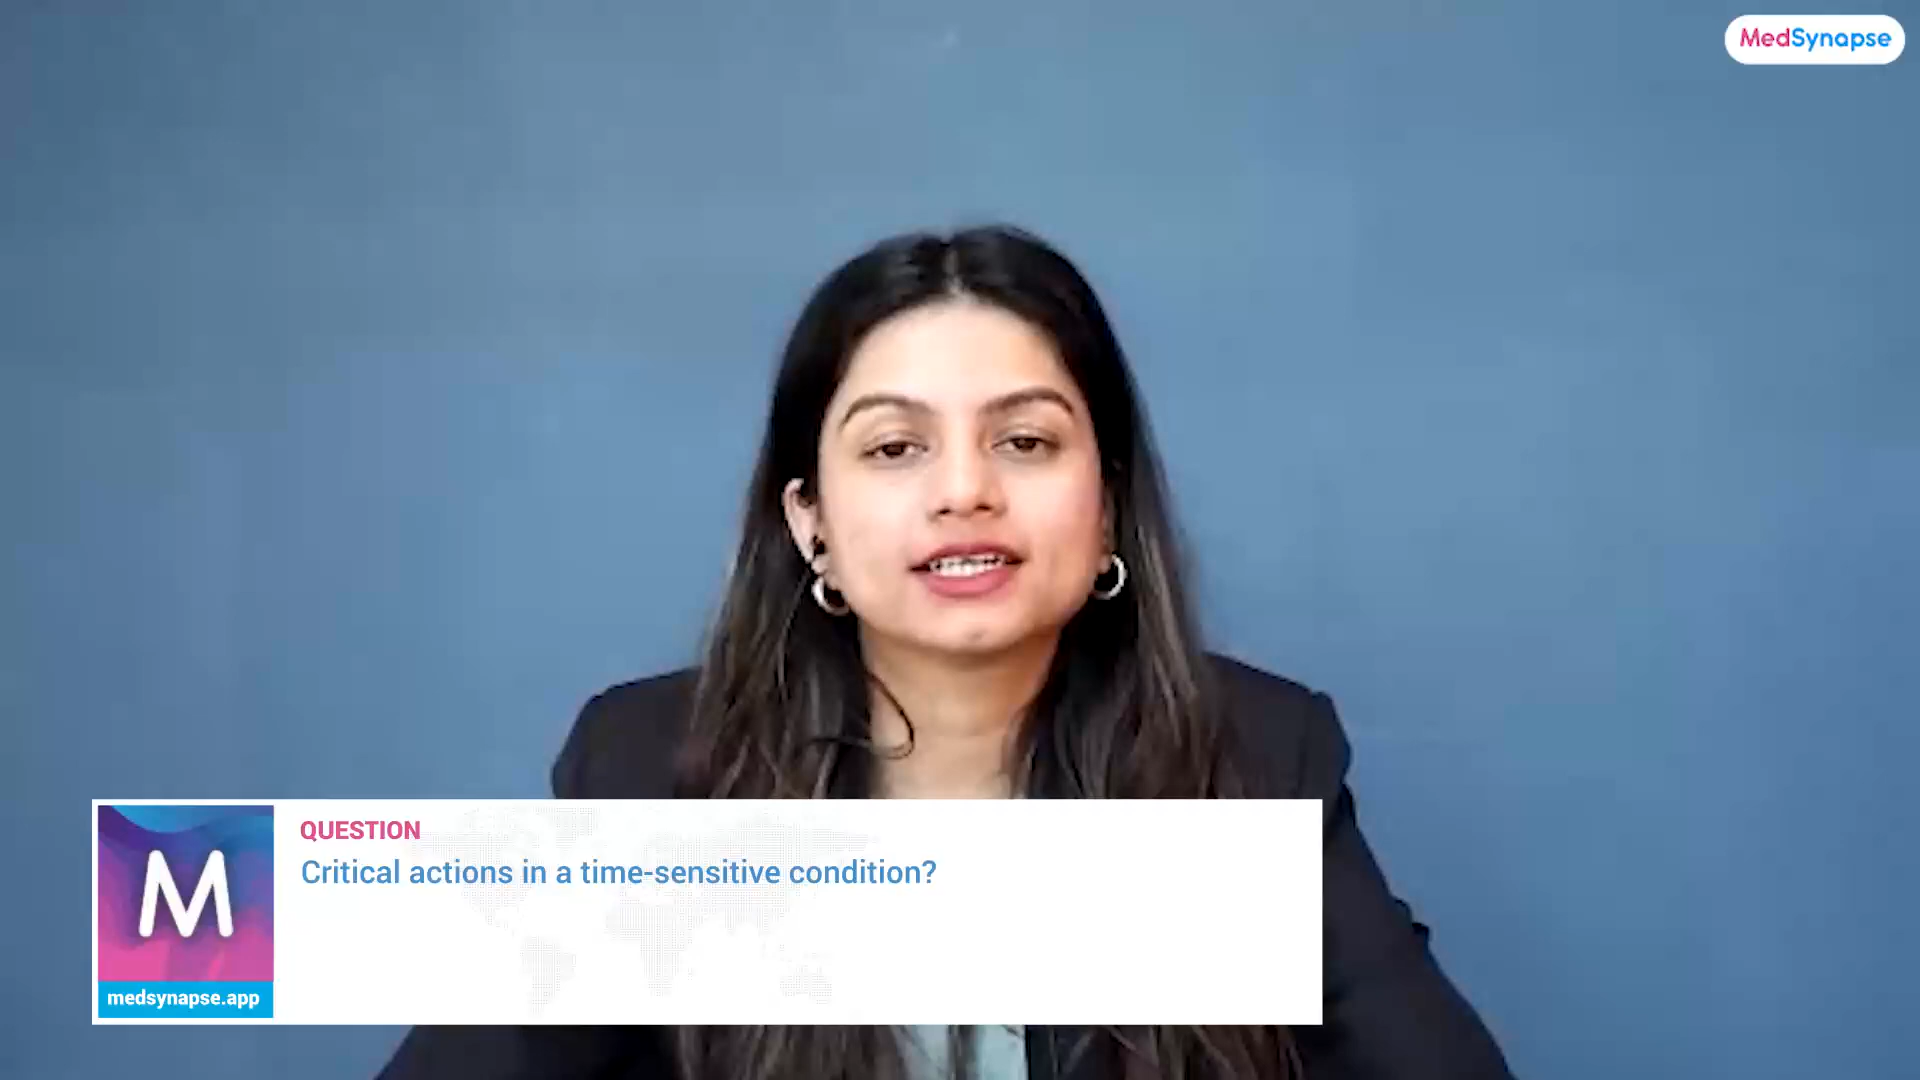 MedSynapse
QUESTION
Critical actions in a time-sensitive condition?
M
medsynapse.app